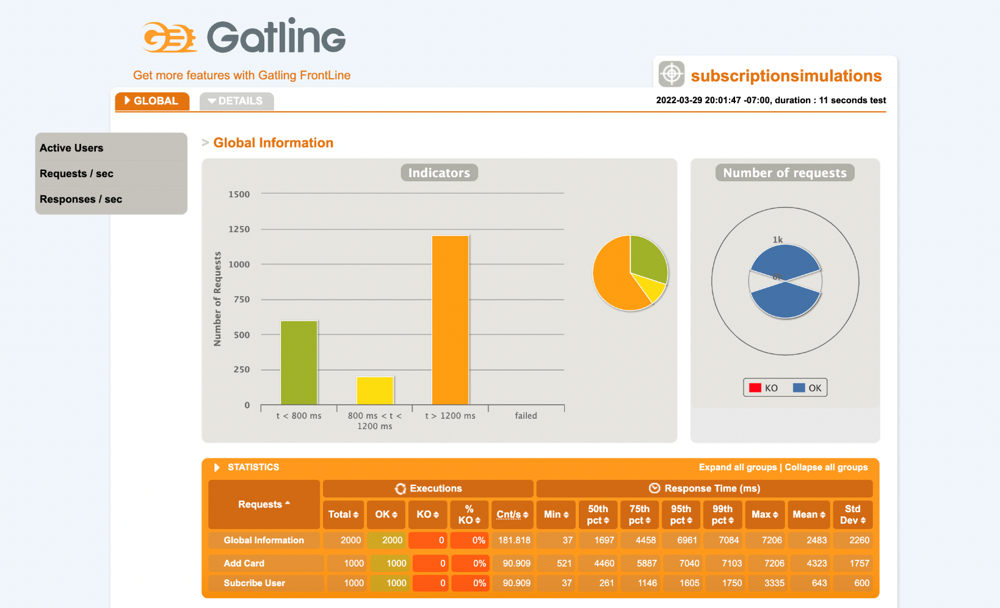 Gatling
Get more features with Gatling FrontLine
subscriptionsimulations
GLOBAL
DETAILS
2022-03-29 20:01:47 -07:00, duration : 11 seconds test
Active Users
Requests / sec
Responses / sec
> Global Information
Indicators
Number of Requests
1500
1250
1000
750
500
250
0
t < 800 ms
800 ms < t <
1200 ms
t > 1200 ms
failed
Number of requests
1k
0k
KO
OK
STATISTICS
Expand all groups | Collapse all groups
Requests
Executions
Response Time (ms)
Total
OK
KO
%
KO
Cnt/s
Min
50th
pct
75th
pct
95th
pct
99th
pct
Max
Mean
Std
Dev
Global Information 2000 2000 0 0% 181.818 37 1697 4458 6961 7084 7206 2483 2260
Add Card 1000 1000 0 0% 90.909 521 4460 5887 7040 7103 7206 4323 1757
Subcribe User 1000 1000 0 0% 90.909 37 261 1146 1605 1750 3335 643 600